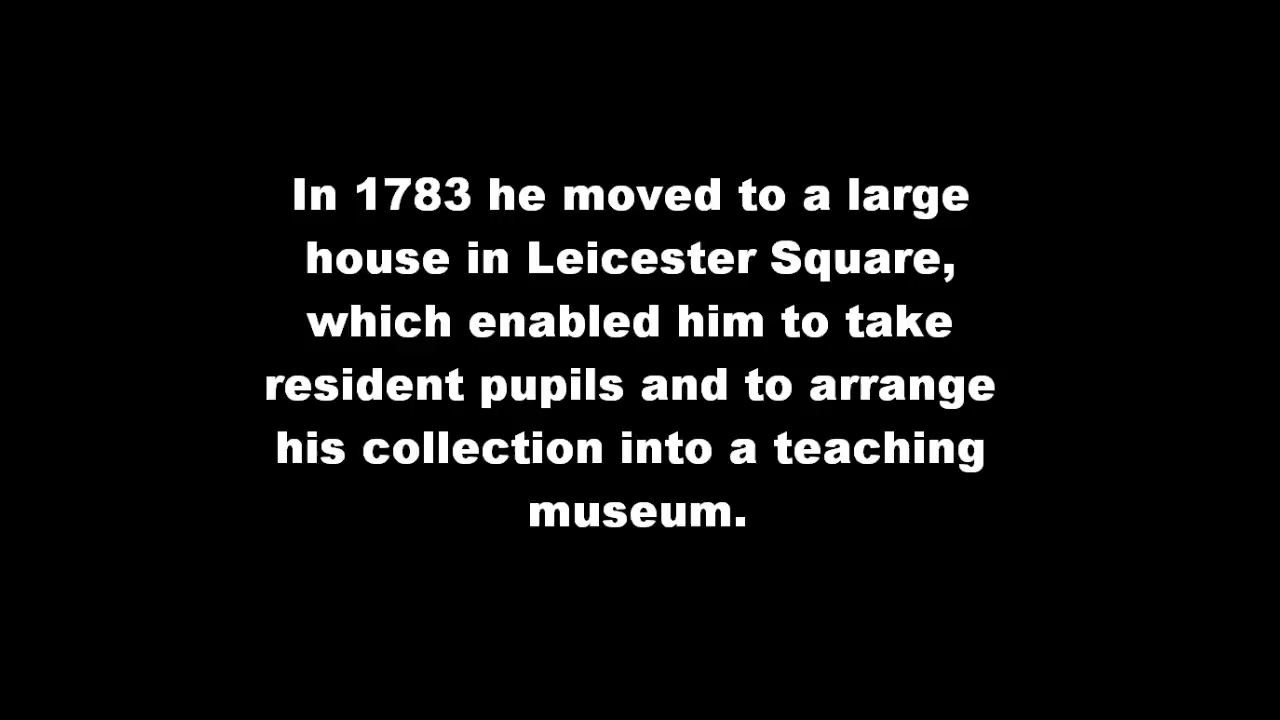 In 1783 he moved to a large
house in Leicester Square,
which enabled him to take
resident pupils and to arrange
his collection into a teaching
museum.